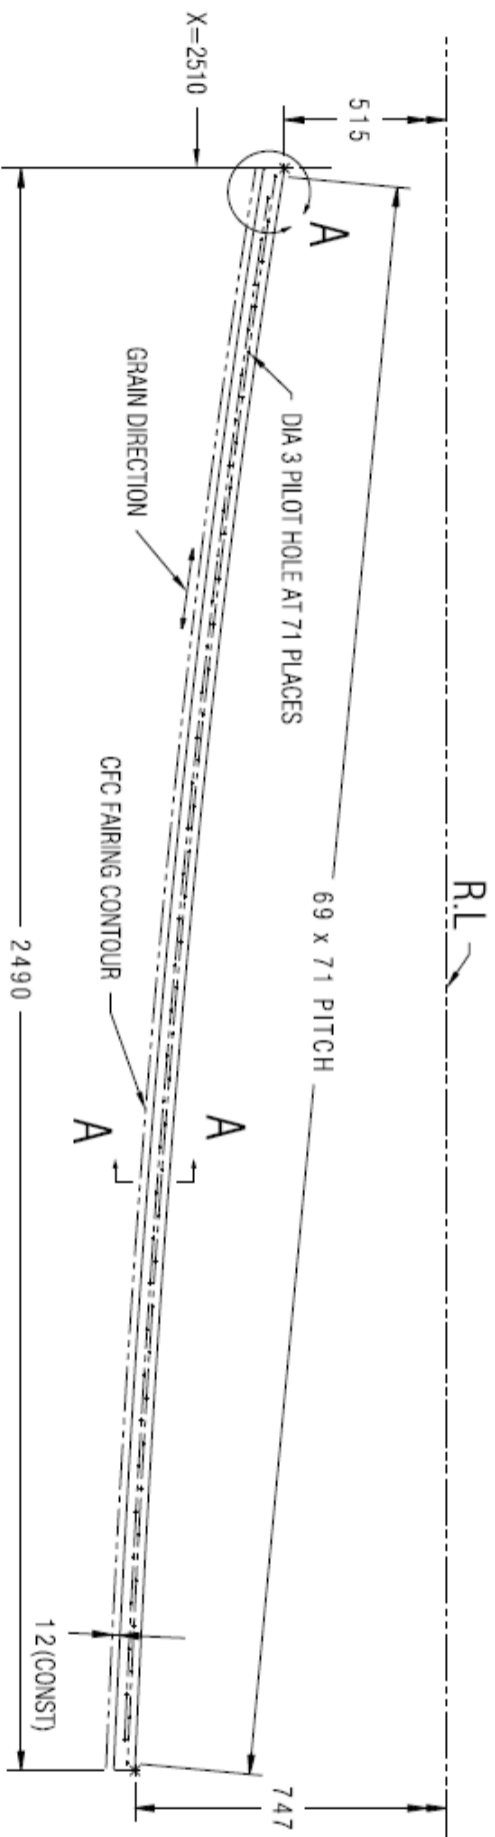 R.L
515
X=2510
A
69 x 71 PITCH
DIA 3 PILOT HOLE AT 71 PLACES
GRAIN DIRECTION
CFC FAIRING CONTOUR
A
A
747
12 (CONST)
2490